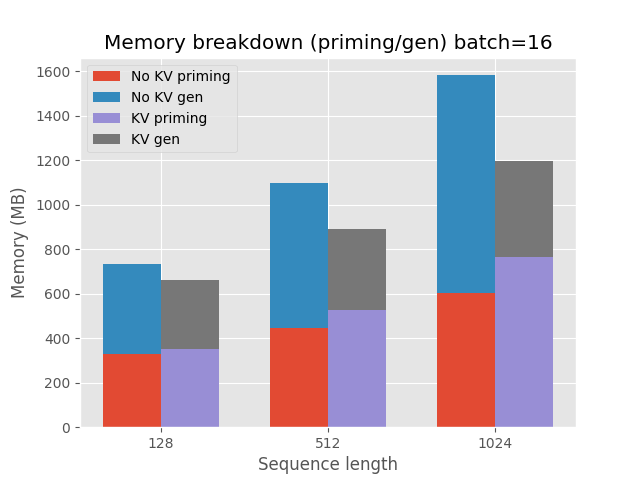 Memory breakdown (priming/gen) batch=16
No KV priming
No KV gen
KV priming
KV gen
Memory (MB)
1600
1400
1200
1000
800
600
400
200
0
128 512 1024
Sequence length